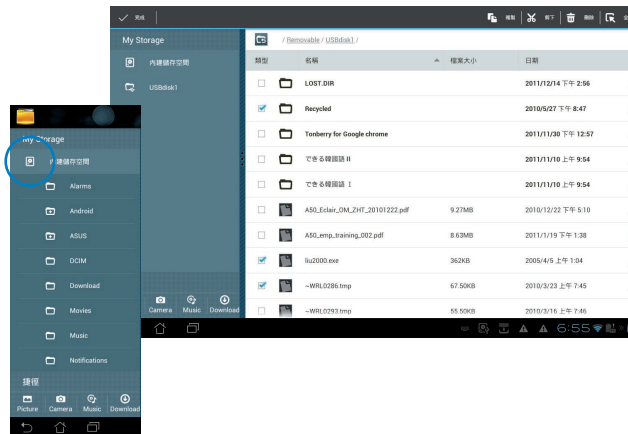 完成 複製 剪下 刪除
My Storage
/ Removable / USBdisk1 /
內建儲存空間
USBdisk1
類型 名稱 檔案大小 日期
LOST.DIR 2011/12/14 下午 2:56
Recycled 2010/5/27 下午 8:47
Tonberry for Google chrome 2011/11/30 下午 12:57
できる韓國語 II 2011/11/10 上午 9:54
できる韓國語 I 2011/11/10 上午 9:54
A50_Eclair_OM_ZHT_20101222.pdf 9.27MB 2010/12/22 下午 5:10
A50_emp_training_002.pdf 8.63MB 2011/1/19 下午 1:38
liu2000.exe 362KB 2005/4/5 上午 1:04
~WRL0286.tmp 67.50KB 2010/3/23 上午 7:45
~WRL0293.tmp 55.50KB 2010/3/16 上午 7:46
Camera Music Download
6:55
My Storage
內建儲存空間
Alarms
Android
ASUS
DCIM
Download
Movies
Music
Notifications
捷徑
Picture Camera Music Download